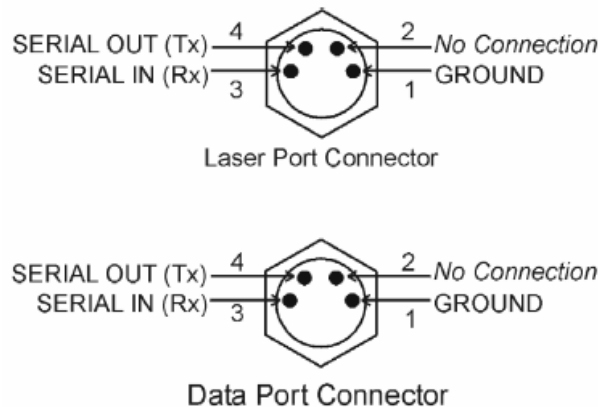 SERIAL OUT (Tx) 4 2 No Connection
SERIAL IN (Rx) 3 1 GROUND
Laser Port Connector
SERIAL OUT (Tx) 4 2 No Connection
SERIAL IN (Rx) 3 1 GROUND
Data Port Connector